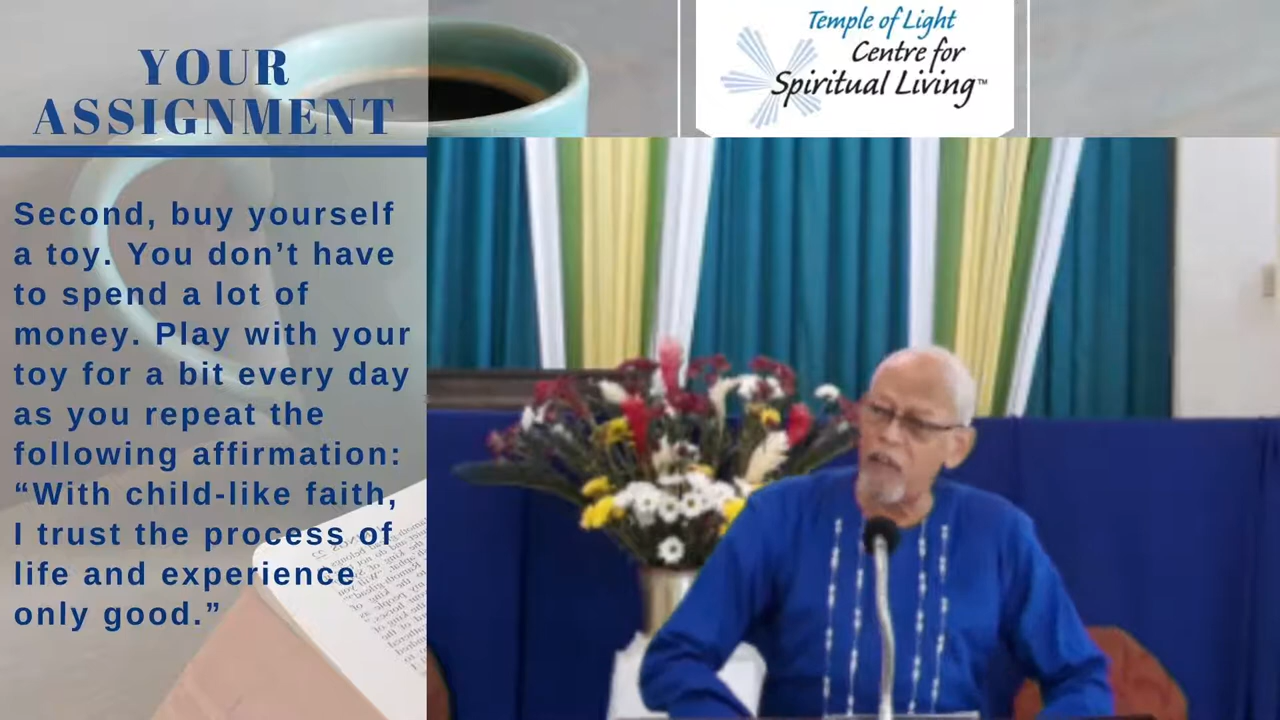 YOUR
ASSIGNMENT
Second, buy yourself
a toy. You don’t have
to spend a lot of
money. Play with your
toy for a bit every day
as you repeat the
following affirmation:
“With child-like faith,
I trust the process of
life and experience
only good.”
Temple of Light
Centre for
Spiritual Living™